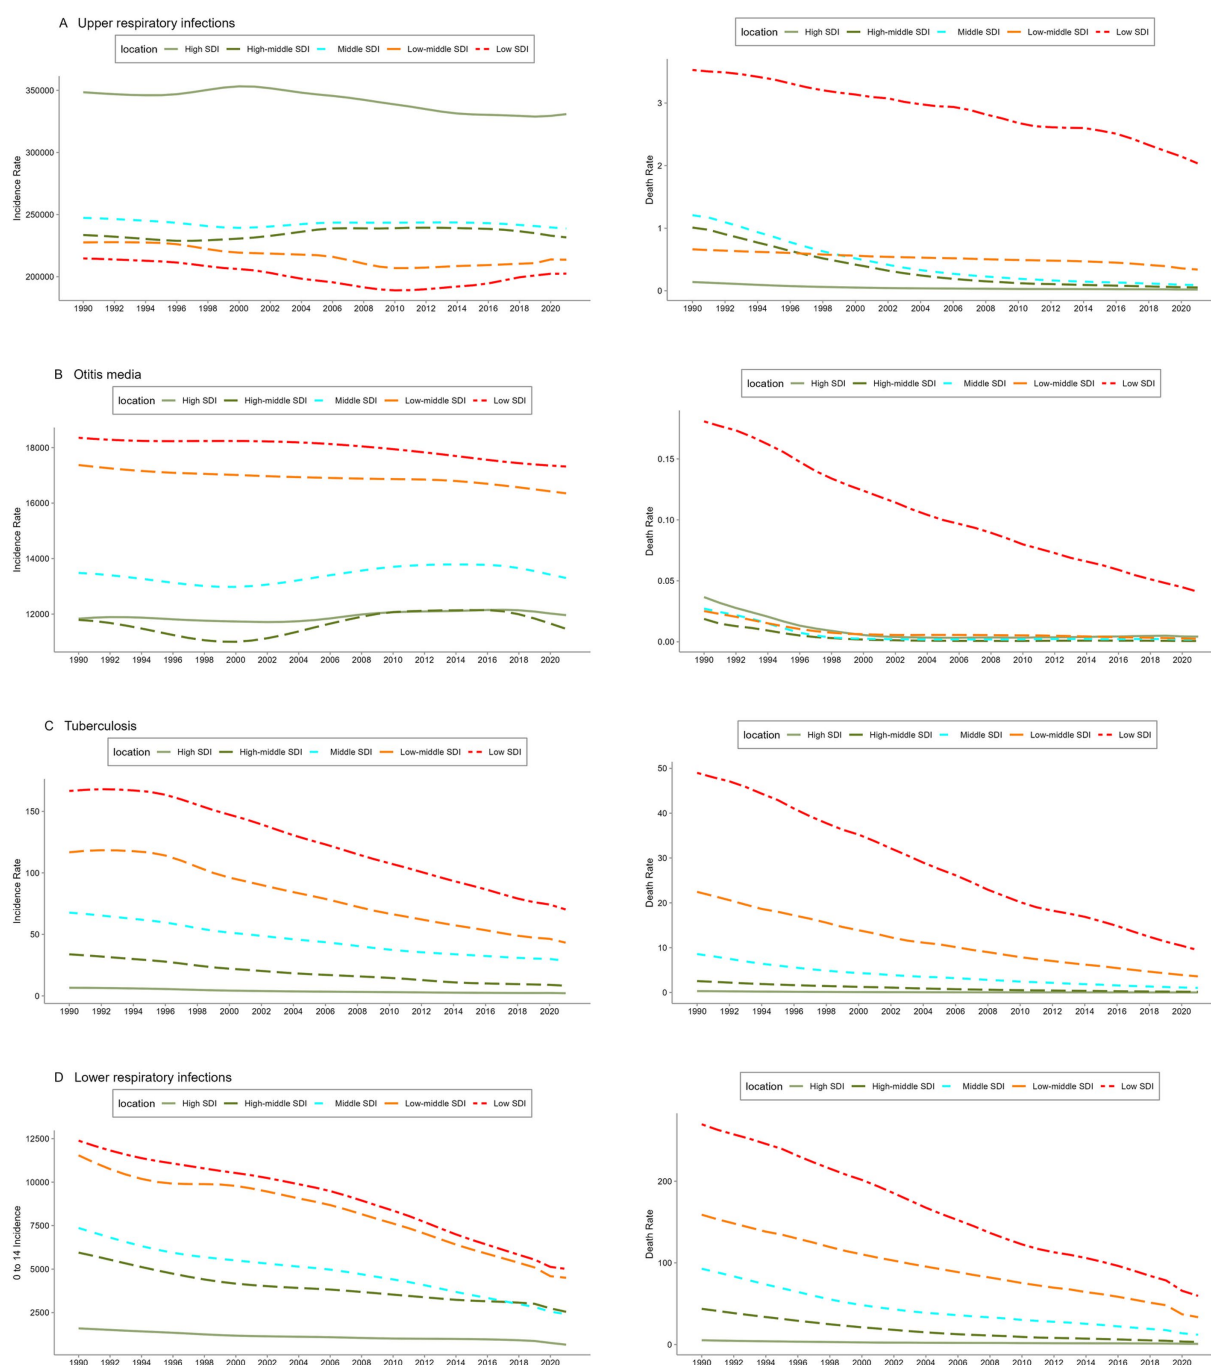 A Upper respiratory infections
location High SDI High-middle SDI Middle SDI Low-middle SDI Low SDI
Incidence Rate
350000
300000
250000
200000
1990 1992 1994 1996 1998 2000 2002 2004 2006 2008 2010 2012 2014 2016 2018 2020
location High SDI High-middle SDI Middle SDI Low-middle SDI Low SDI
Death Rate
3
2
1
0
1990 1992 1994 1996 1998 2000 2002 2004 2006 2008 2010 2012 2014 2016 2018 2020
B Otitis media
location High SDI High-middle SDI Middle SDI Low-middle SDI Low SDI
Incidence Rate
18000
16000
14000
12000
1990 1992 1994 1996 1998 2000 2002 2004 2006 2008 2010 2012 2014 2016 2018 2020
location High SDI High-middle SDI Middle SDI Low-middle SDI Low SDI
Death Rate
0.15
0.10
0.05
0.00
1990 1992 1994 1996 1998 2000 2002 2004 2006 2008 2010 2012 2014 2016 2018 2020
C Tuberculosis
location High SDI High-middle SDI Middle SDI Low-middle SDI Low SDI
Incidence Rate
150
100
50
0
1990 1992 1994 1996 1998 2000 2002 2004 2006 2008 2010 2012 2014 2016 2018 2020
location High SDI High-middle SDI Middle SDI Low-middle SDI Low SDI
Death Rate
50
40
30
20
10
0
1990 1992 1994 1996 1998 2000 2002 2004 2006 2008 2010 2012 2014 2016 2018 2020
D Lower respiratory infections
location High SDI High-middle SDI Middle SDI Low-middle SDI Low SDI
0 to 14 Incidence
12500
10000
7500
5000
2500
1990 1992 1994 1996 1998 2000 2002 2004 2006 2008 2010 2012 2014 2016 2018 2020
location High SDI High-middle SDI Middle SDI Low-middle SDI Low SDI
Death Rate
200
100
0
1990 1992 1994 1996 1998 2000 2002 2004 2006 2008 2010 2012 2014 2016 2018 2020